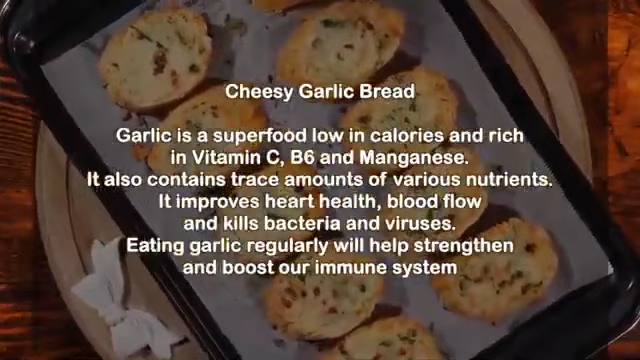 Cheesy Garlic Bread
Garlic is a superfood low in calories and rich
in Vitamin C, B6 and Manganese.
It also contains trace amounts of various nutrients.
It improves heart health, blood flow
and kills bacteria and viruses.
Eating garlic regularly will help strengthen
and boost our immune system